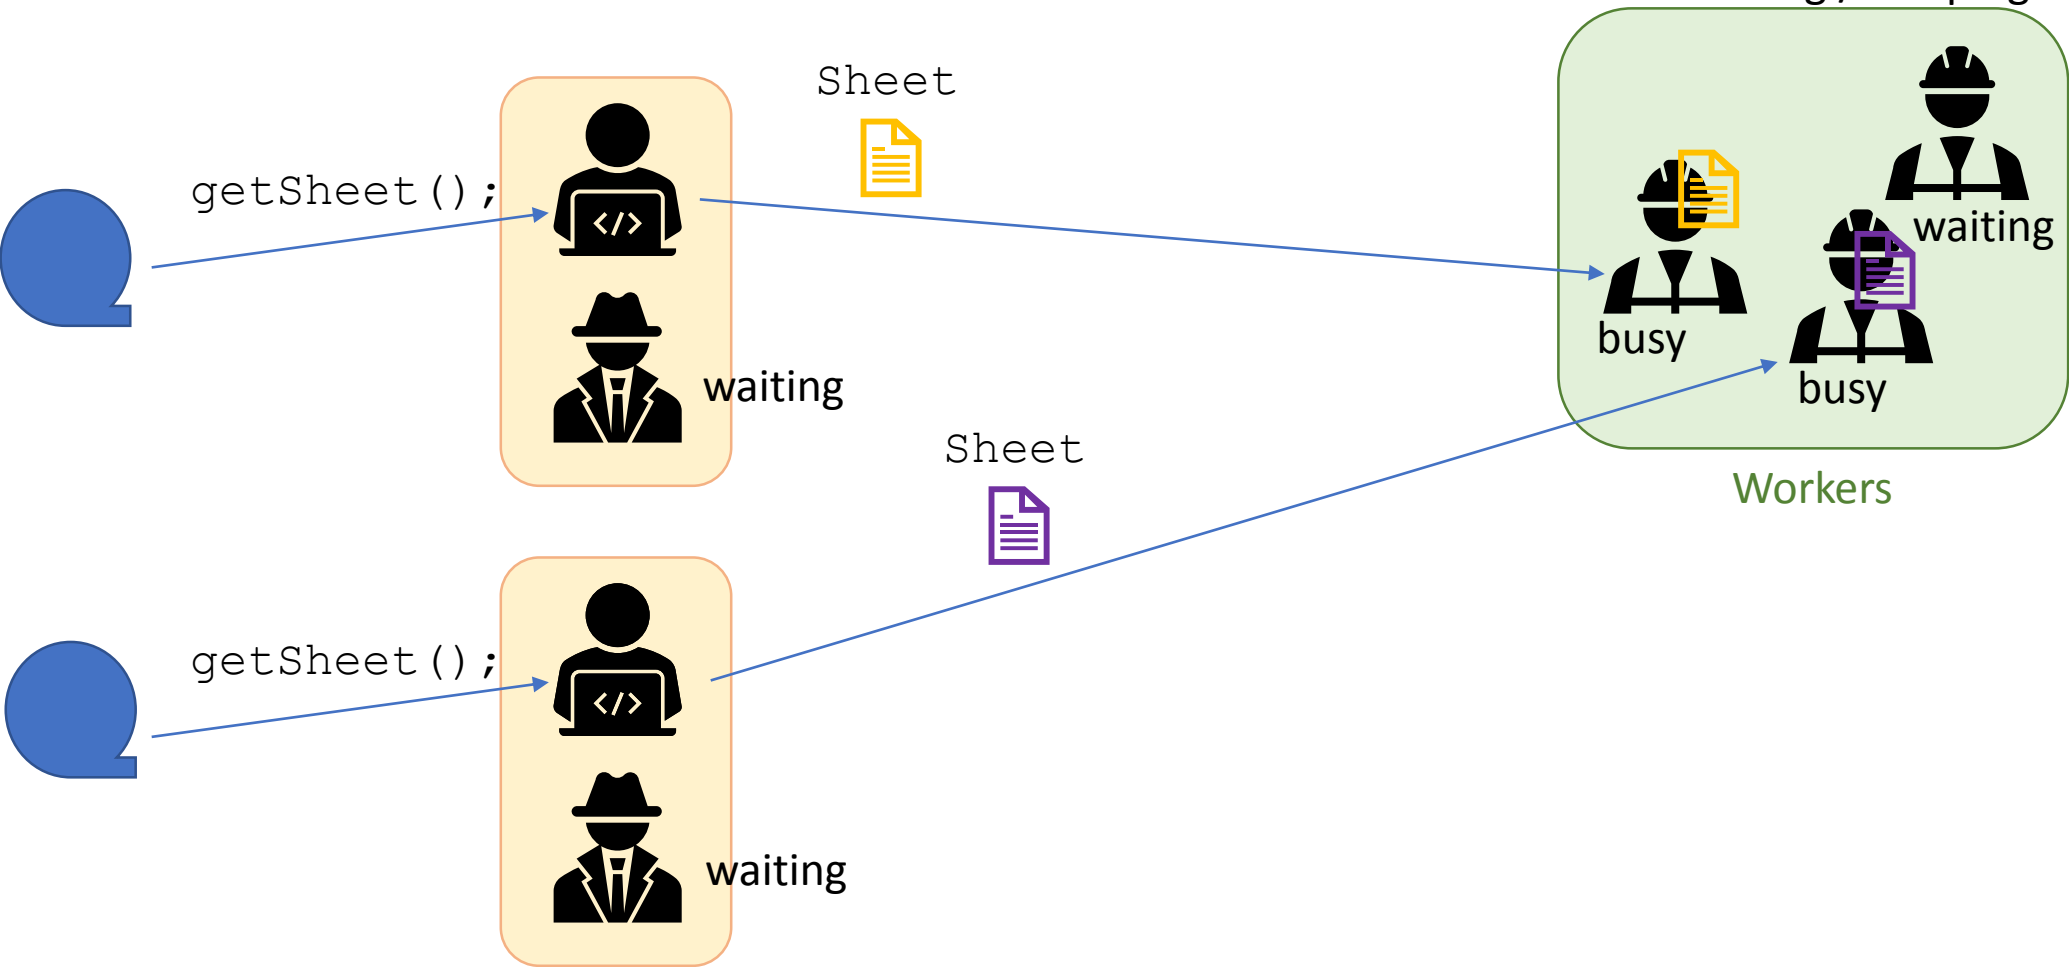 Sheet
getSheet();
waiting
busy
busy
waiting
Sheet
Workers
getSheet();
waiting